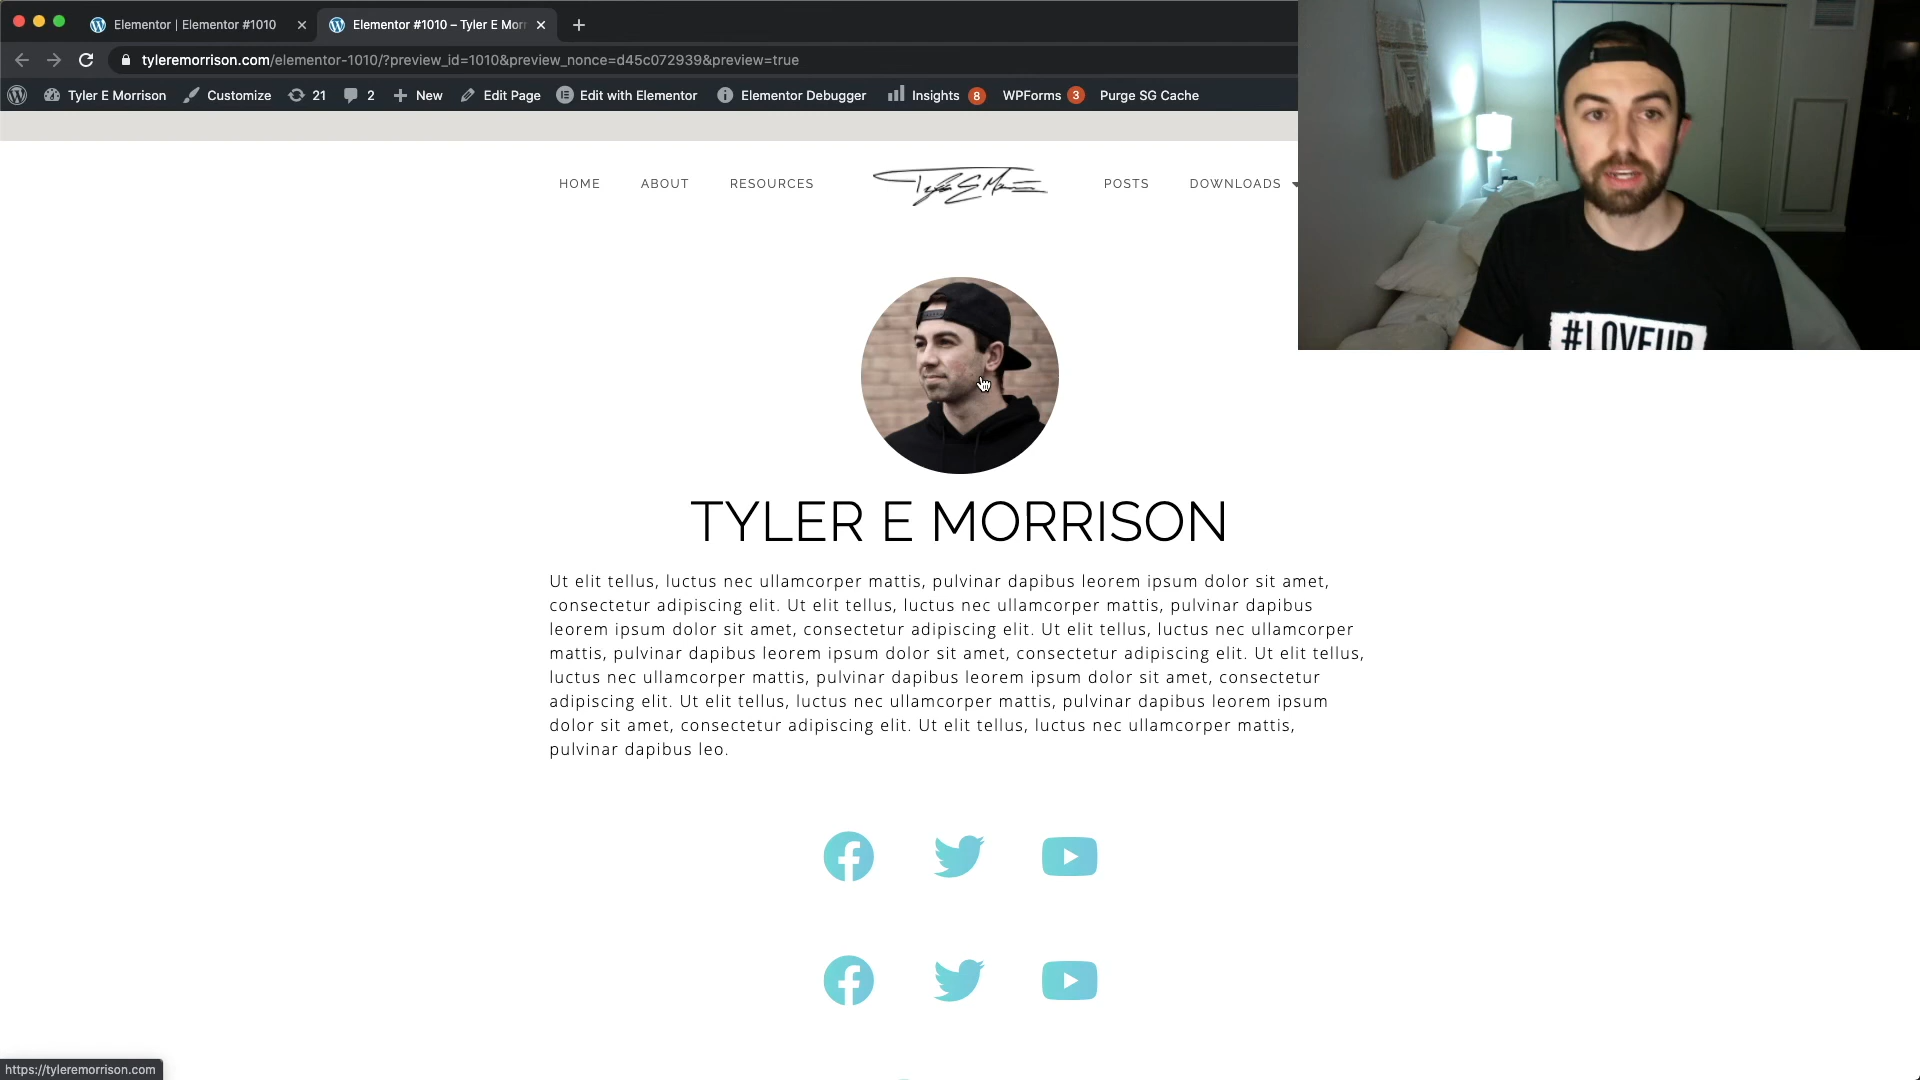 Elementor | Elementor #1010
Elementor #1010 – Tyler E Mor
tyleremorrison.com/elementor-1010/?preview_id=1010&preview_nonce=d45c072939&preview=true
Tyler E Morrison Customize 21 2 New Edit Page Edit with Elementor Elementor Debugger Insights 8 WPForms 3 Purge SG Cache
HOME ABOUT RESOURCES Tyler E Morrison POSTS DOWNLOADS
#LOVEUP
TYLER E MORRISON
Ut elit tellus, luctus nec ullamcorper mattis, pulvinar dapibus leorem ipsum dolor sit amet,
consectetur adipiscing elit. Ut elit tellus, luctus nec ullamcorper mattis, pulvinar dapibus
leorem ipsum dolor sit amet, consectetur adipiscing elit. Ut elit tellus, luctus nec ullamcorper
mattis, pulvinar dapibus leorem ipsum dolor sit amet, consectetur adipiscing elit. Ut elit tellus,
luctus nec ullamcorper mattis, pulvinar dapibus leorem ipsum dolor sit amet, consectetur
adipiscing elit. Ut elit tellus, luctus nec ullamcorper mattis, pulvinar dapibus leorem ipsum
dolor sit amet, consectetur adipiscing elit. Ut elit tellus, luctus nec ullamcorper mattis,
pulvinar dapibus leo.
https://tyleremorrison.com